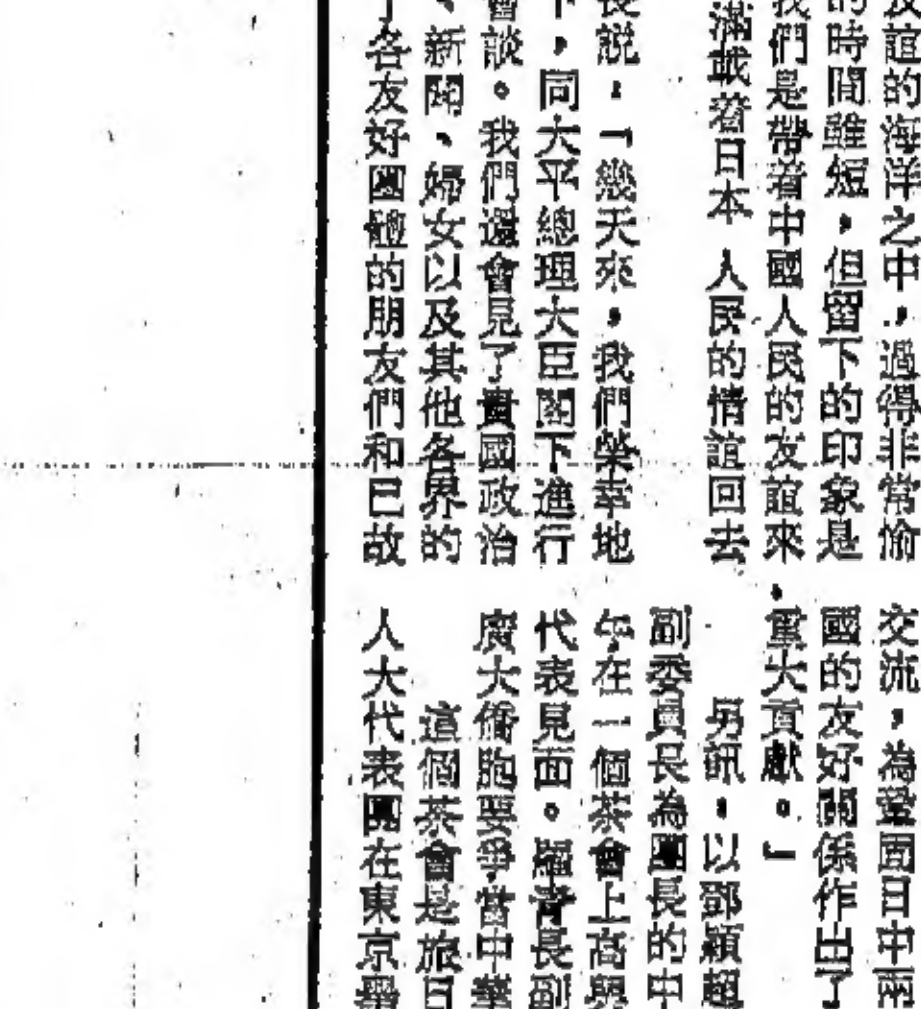 友誼的海洋之中，過得非常愉
的時間雖短，但留下的印象是
我們是帶着中國人民的友誼來，
滿載着日本人民的情誼回去
長説：「幾天來，我們榮幸地
下，同大平總理大臣閣下進行
會談。我們還會見了貴國政治
、新聞、婦女以及其他各界的
了各友好團體的朋友們和已故
交流，為鞏固日中兩
國的友好關係作出了
重大貢獻。」
另訊，以鄧穎超
副委員長為團長的中
午在一個茶會上高興
代表見面。鄧副
廣大僑胞要爭當中華
這個茶會是旅日
人大代表團在東京舉